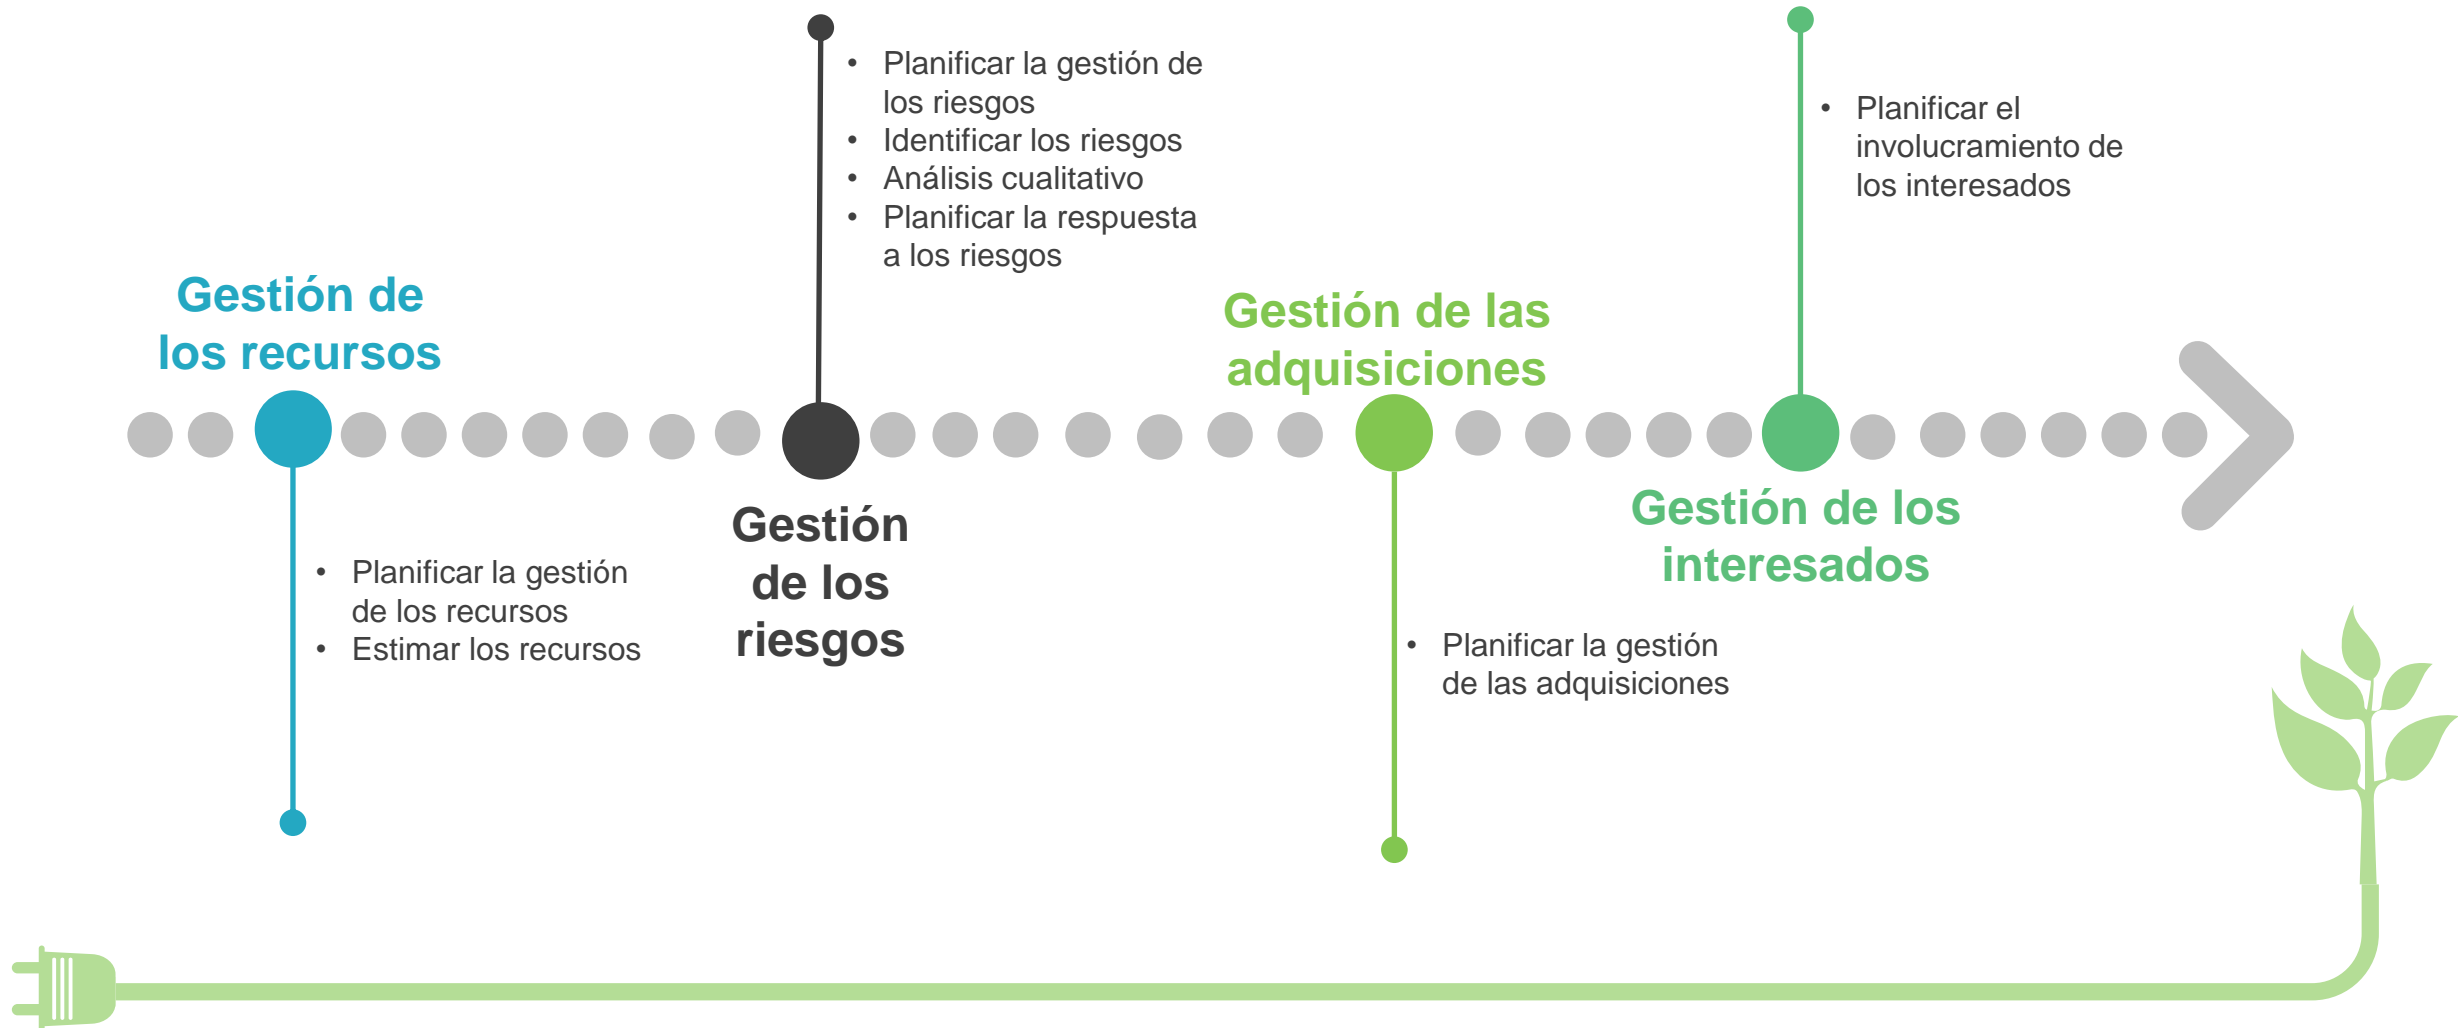 Gestión de
los recursos
• Planificar la gestión
de los recursos
• Estimar los recursos
• Planificar la gestión de
los riesgos
• Identificar los riesgos
• Análisis cualitativo
• Planificar la respuesta
a los riesgos
Gestión
de los
riesgos
Gestión de las
adquisiciones
• Planificar la gestión
de las adquisiciones
• Planificar el
involucramiento de
los interesados
Gestión de los
interesados